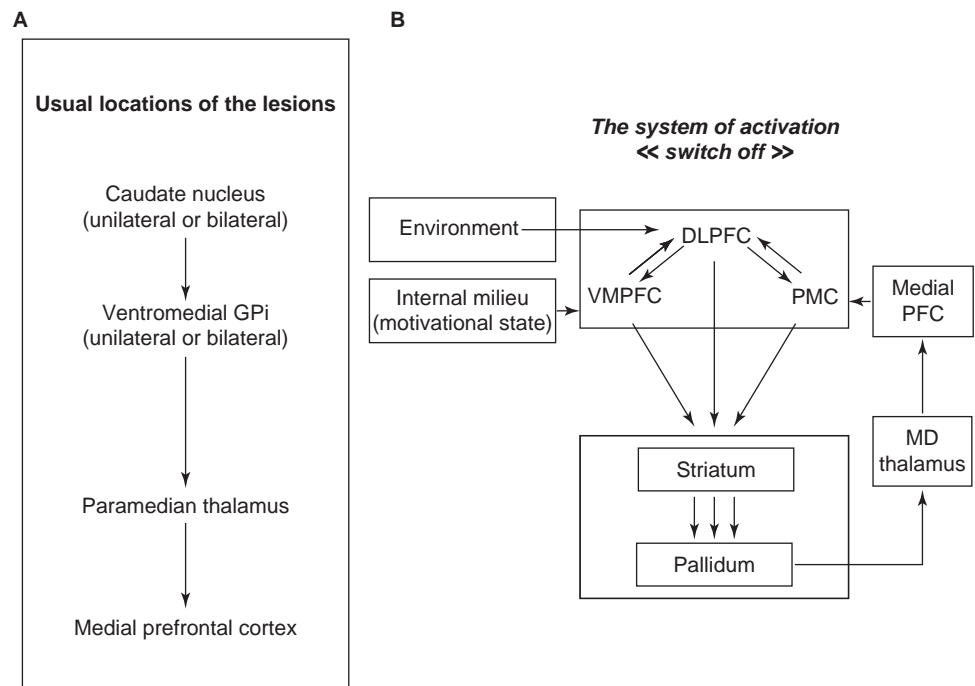 A
Usual locations of the lesions
Caudate nucleus
(unilateral or bilateral)
Ventromedial GPi
(unilateral or bilateral)
Paramedian thalamus
Medial prefrontal cortex
B
The system of activation
<< switch off >>
Environment
DLPFC
Internal milieu
(motivational state)
VMPFC
PMC
Medial
PFC
MD
thalamus
Striatum
Pallidum